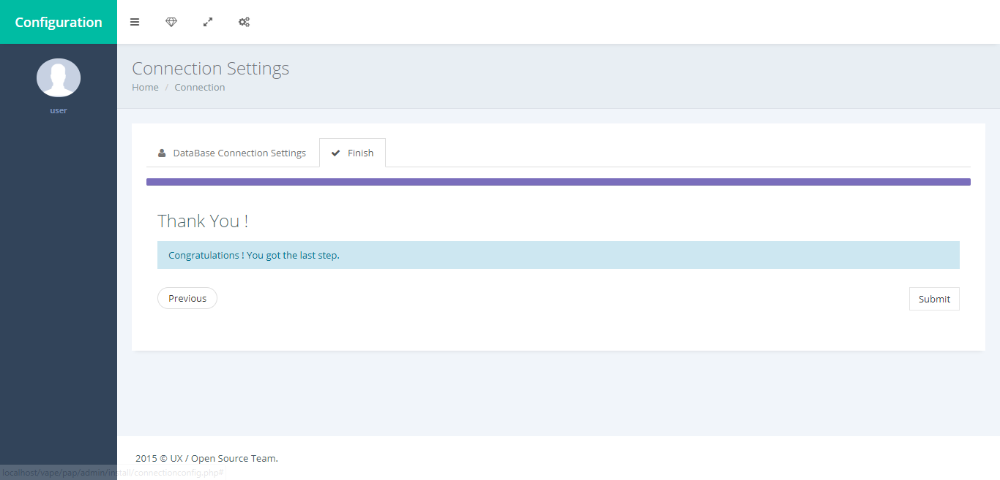 Configuration
user
Connection Settings
Home / Connection
DataBase Connection Settings
Finish
Thank You !
Congratulations ! You got the last step.
Previous
Submit
2015 © UX / Open Source Team.
localhost/vape/pap/admin/install/connectionconfig.php#